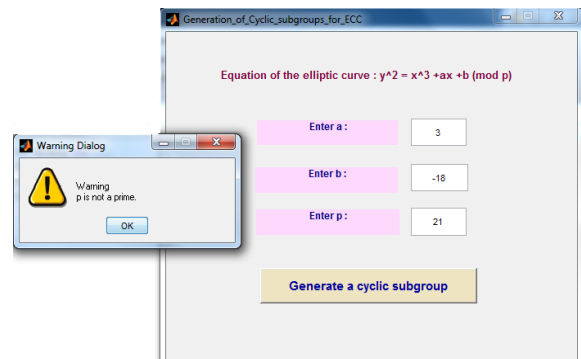 Generation_of_Cyclic_subgroups_for_ECC
Equation of the elliptic curve : y^2 = x^3 +ax +b (mod p)
Enter a :
3
Enter b :
-18
Enter p :
21
Generate a cyclic subgroup
Warning Dialog
Warning
p is not a prime.
OK